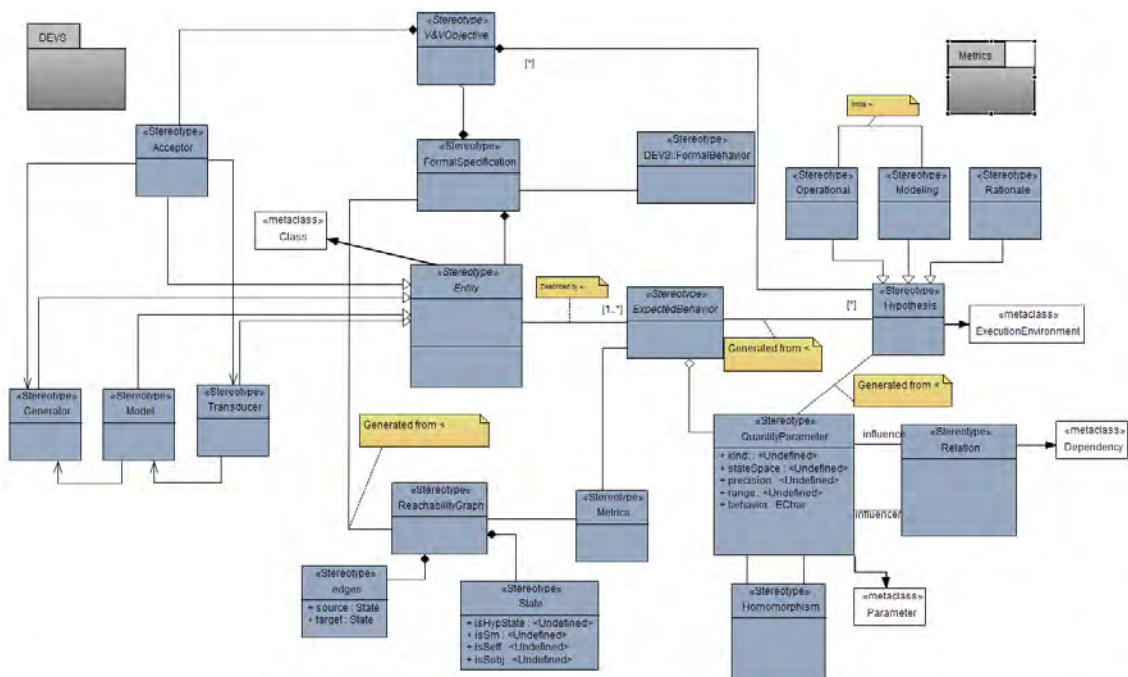 DEVS
«Stereotype»
V&VObjective
[*]
Metrics
«Stereotype»
Acceptor
«Stereotype»
FormalSpecification
«Stereotype»
DEVS::FormalBehavior
«Stereotype»
Operational
«Stereotype»
Modeling
«Stereotype»
Rationale
«metaclass»
Class
«Stereotype»
Entity
Described by <
[1..*]
«Stereotype»
ExpectedBehavior
[*]
«Stereotype»
Hypothesis
«metaclass»
ExecutionEnvironment
Generated from <
Generated from <
«Stereotype»
Generator
«Stereotype»
Model
«Stereotype»
Transducer
Generated from <
«Stereotype»
QuantityParameter
+ kind: : <Undefined>
+ stateSpace : <Undefined>
+ precision : <Undefined>
+ range : <Undefined>
+ behavior : EChar
influence
influencer
«Stereotype»
Relation
«metaclass»
Dependency
«Stereotype»
ReachabilityGraph
«Stereotype»
Metrics
«Stereotype»
edges
+ source : State
+ target : State
«Stereotype»
State
+ isHypState : <Undefined>
+ isSm : <Undefined>
+ isSeff : <Undefined>
+ isSobj : <Undefined>
«Stereotype»
Homomorphism
«metaclass»
Parameter